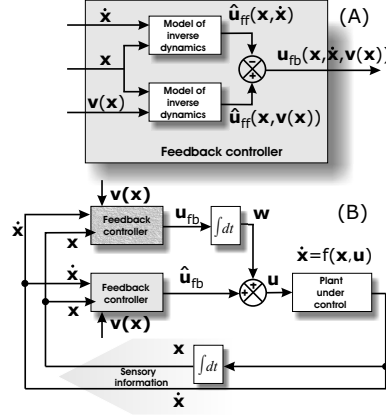 ẋ
Model of inverse dynamics
û_ff(x,ẋ)
(A)
x
−
+
u_fb(x,ẋ,v(x))
v(x)
Model of inverse dynamics
û_ff(x,v(x))
Feedback controller
v(x)
(B)
ẋ
x
Feedback controller
u_fb
∫dt
w
ẋ=f(x,u)
ẋ
x
Feedback controller
û_fb
+
+
u
Plant under control
v(x)
x
∫dt
Sensory information
ẋ